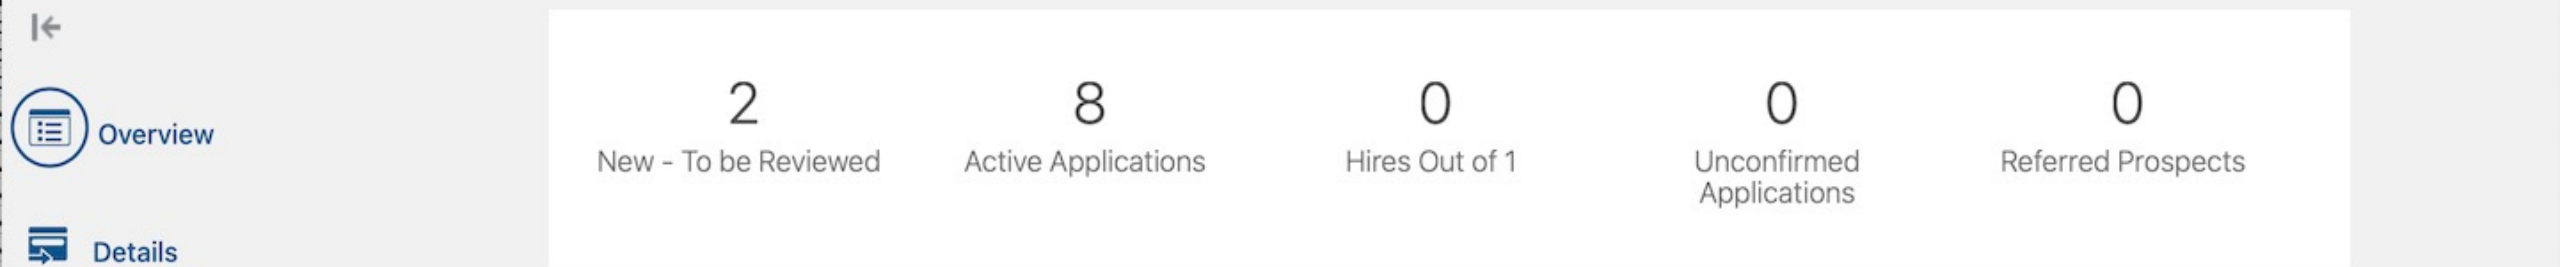 Overview
Details
2
New - To be Reviewed
8
Active Applications
0
Hires Out of 1
0
Unconfirmed
Applications
0
Referred Prospects